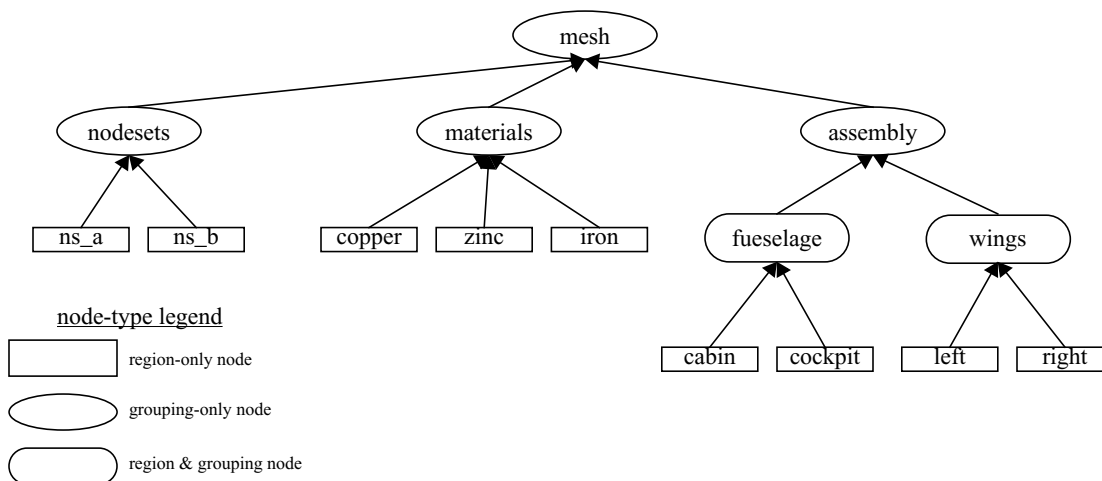 mesh
nodesets
materials
assembly
ns_a
ns_b
copper
zinc
iron
fueselage
wings
cabin
cockpit
left
right
node-type legend
region-only node
grouping-only node
region & grouping node